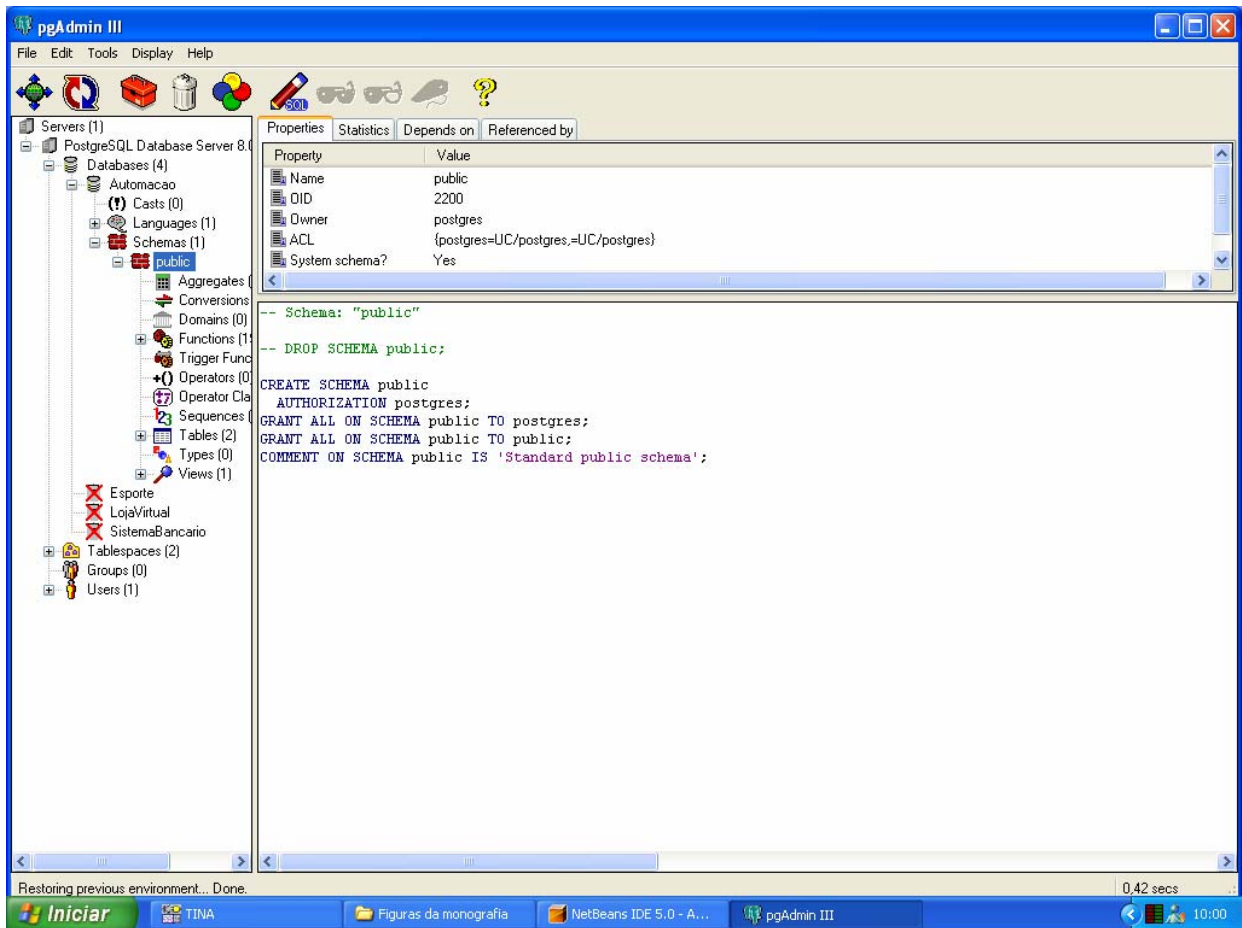 pgAdmin III
File Edit Tools Display Help
SQL
Servers (1)
PostgreSQL Database Server 8.0
Databases (4)
Automacao
Casts (0)
Languages (1)
Schemas (1)
public
Aggregates (
Conversions
Domains (0)
Functions (1
Trigger Func
Operators (0
Operator Cla
Sequences (
Tables (2)
Types (0)
Views (1)
Esporte
LojaVirtual
SistemaBancario
Tablespaces (2)
Groups (0)
Users (1)
Properties Statistics Depends on Referenced by
Property Value
Name public
OID 2200
Owner postgres
ACL {postgres=UC/postgres,=UC/postgres}
System schema? Yes
-- Schema: "public"
-- DROP SCHEMA public;
CREATE SCHEMA public
AUTHORIZATION postgres;
GRANT ALL ON SCHEMA public TO postgres;
GRANT ALL ON SCHEMA public TO public;
COMMENT ON SCHEMA public IS 'Standard public schema';
Restoring previous environment... Done. 0,42 secs
Iniciar TINA Figuras da monografia NetBeans IDE 5.0 - A... pgAdmin III 10:00